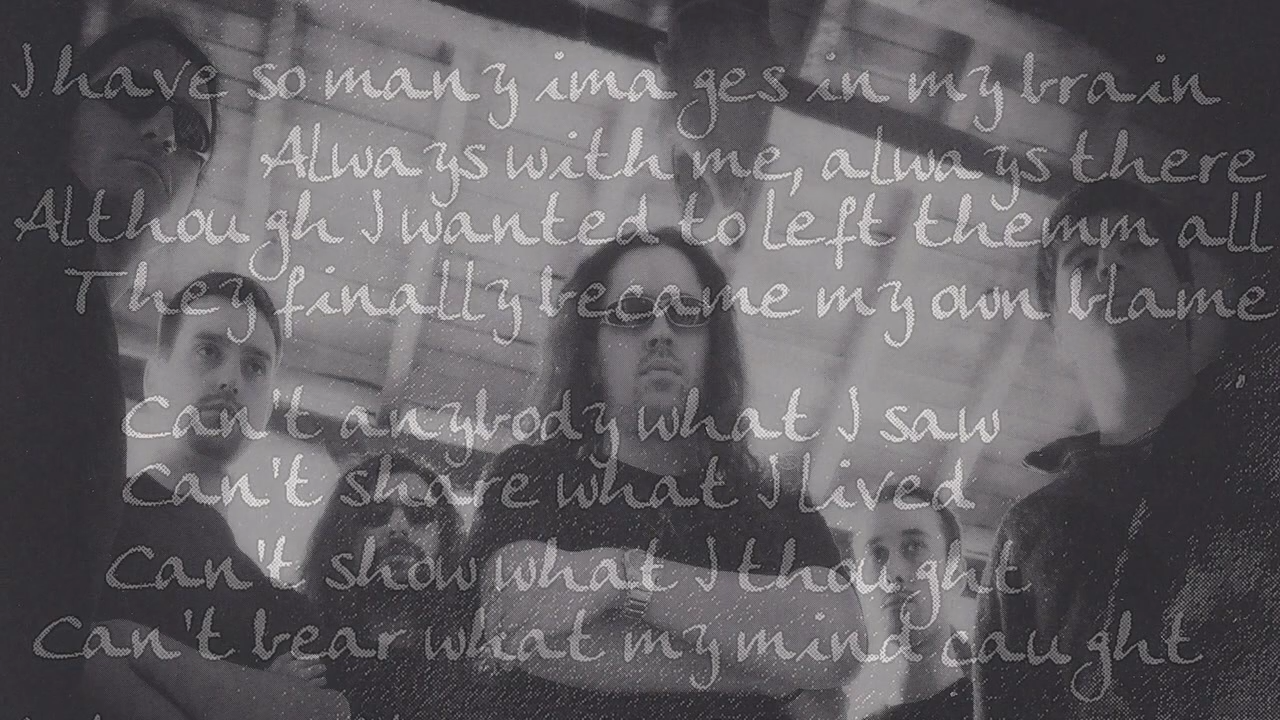 I have so many images in my brain
Always with me, always there
Although I wanted to left themm all
They finally became my own blame
Can't anybody what I saw
Can't share what I lived
Can't show what I thought
Can't bear what my mind caught